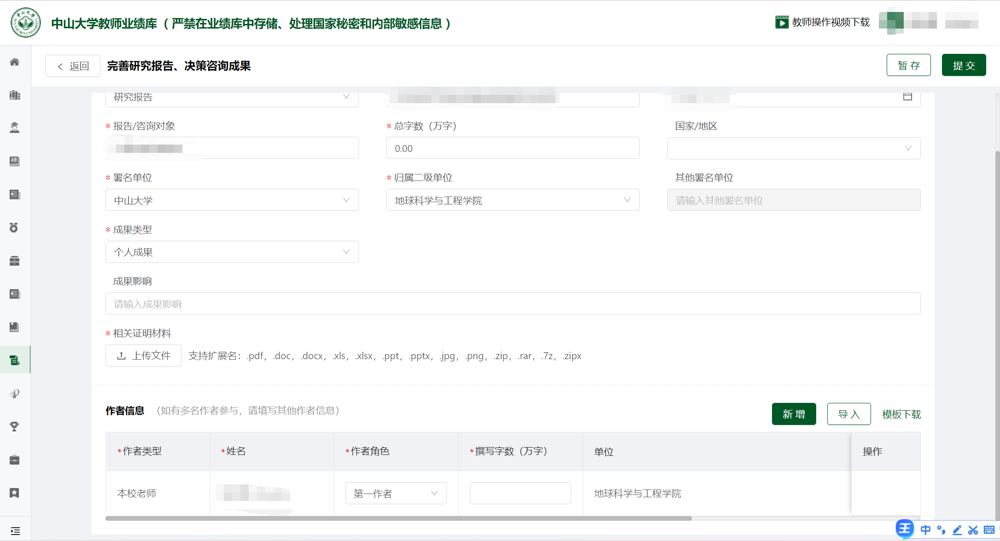 中山大学教师业绩库（严禁在业绩库中存储、处理国家秘密和内部敏感信息）
教师操作视频下载
返回
完善研究报告、决策咨询成果
暂 存
提 交
研究报告
* 报告/咨询对象
* 总字数（万字）
国家/地区
0.00
* 署名单位
* 归属二级单位
其他署名单位
中山大学
地球科学与工程学院
请输入其他署名单位
* 成果类型
个人成果
成果影响
请输入成果影响
* 相关证明材料
上传文件
支持扩展名：.pdf，.doc，.docx，.xls，.xlsx，.ppt，.pptx，.jpg，.png，.zip，.rar，.7z，.zipx
作者信息
（如有多名作者参与，请填写其他作者信息）
新 增
导 入
模板下载
*作者类型
*姓名
*作者角色
*撰写字数（万字）
单位
操作
本校老师
第一作者
地球科学与工程学院
王
中